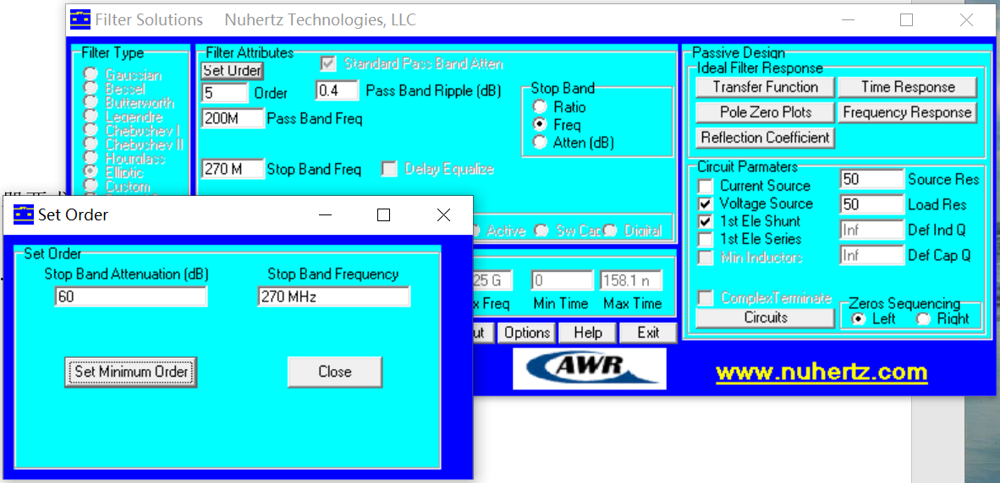 Filter Solutions Nuhertz Technologies, LLC
Filter Type
Gaussian
Bessel
Butterworth
Legendre
Chebyshev I
Chebyshev II
Hourglass
Elliptic
Custom
Filter Attributes
Set Order
Standard Pass Band Atten
5 Order
0.4 Pass Band Ripple (dB)
200M Pass Band Freq
270 M Stop Band Freq
Delay Equalize
Stop Band
Ratio
Freq
Atten (dB)
Active Sw Cap Digital
25 G 0 158.1 n
x Freq Min Time Max Time
ut Options Help Exit
AWR
www.nuhertz.com
Passive Design
Ideal Filter Response
Transfer Function Time Response
Pole Zero Plots Frequency Response
Reflection Coefficient
Circuit Parmaters
Current Source
Voltage Source
1st Ele Shunt
1st Ele Series
Min Inductors
50 Source Res
50 Load Res
Inf Def Ind Q
Inf Def Cap Q
ComplexTerminate
Circuits
Zeros Sequencing
Left Right
Set Order
Set Order
Stop Band Attenuation (dB) Stop Band Frequency
60 270 MHz
Set Minimum Order Close